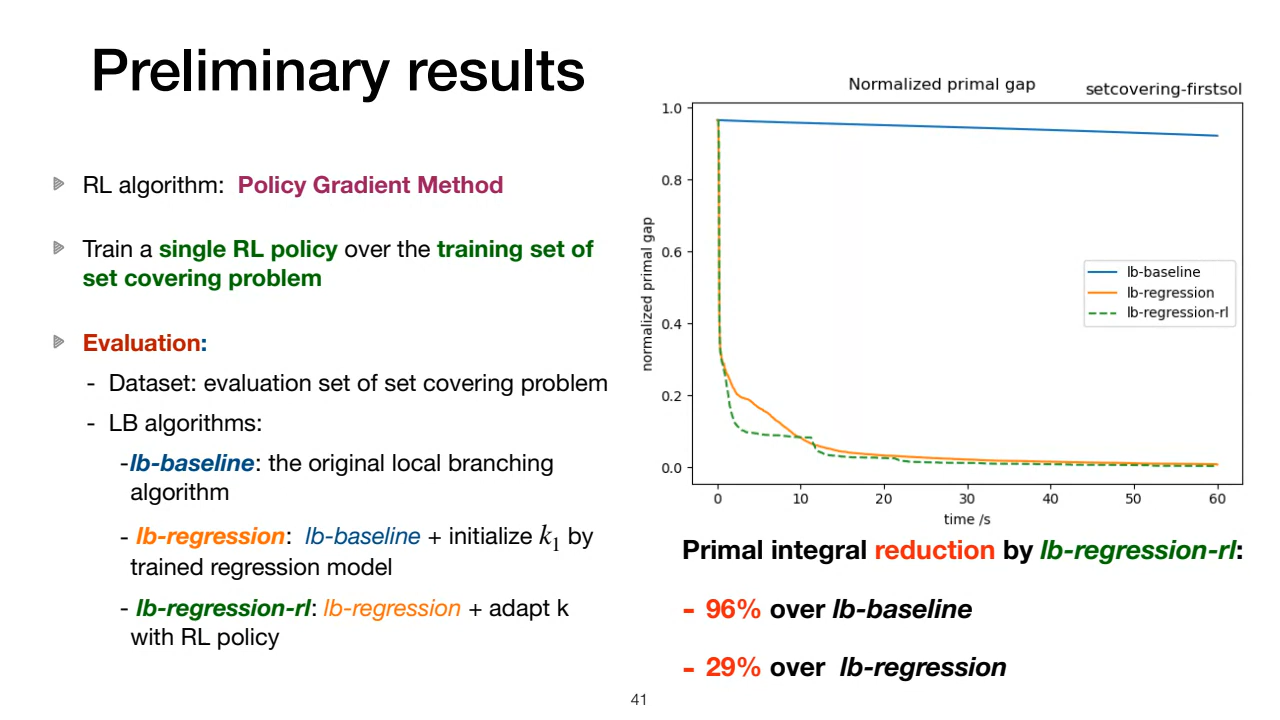 Preliminary results
RL algorithm: Policy Gradient Method
Train a single RL policy over the training set of
set covering problem
Evaluation:
- Dataset: evaluation set of set covering problem
- LB algorithms:
-lb-baseline: the original local branching
algorithm
- lb-regression: lb-baseline + initialize k1 by
trained regression model
- lb-regression-rl: lb-regression + adapt k
with RL policy
Normalized primal gap
setcovering-firstsol
normalized primal gap
1.0
0.8
0.6
0.4
0.2
0.0
lb-baseline
lb-regression
lb-regression-rl
0 10 20 30 40 50 60
time /s
Primal integral reduction by lb-regression-rl:
- 96% over lb-baseline
- 29% over lb-regression
41